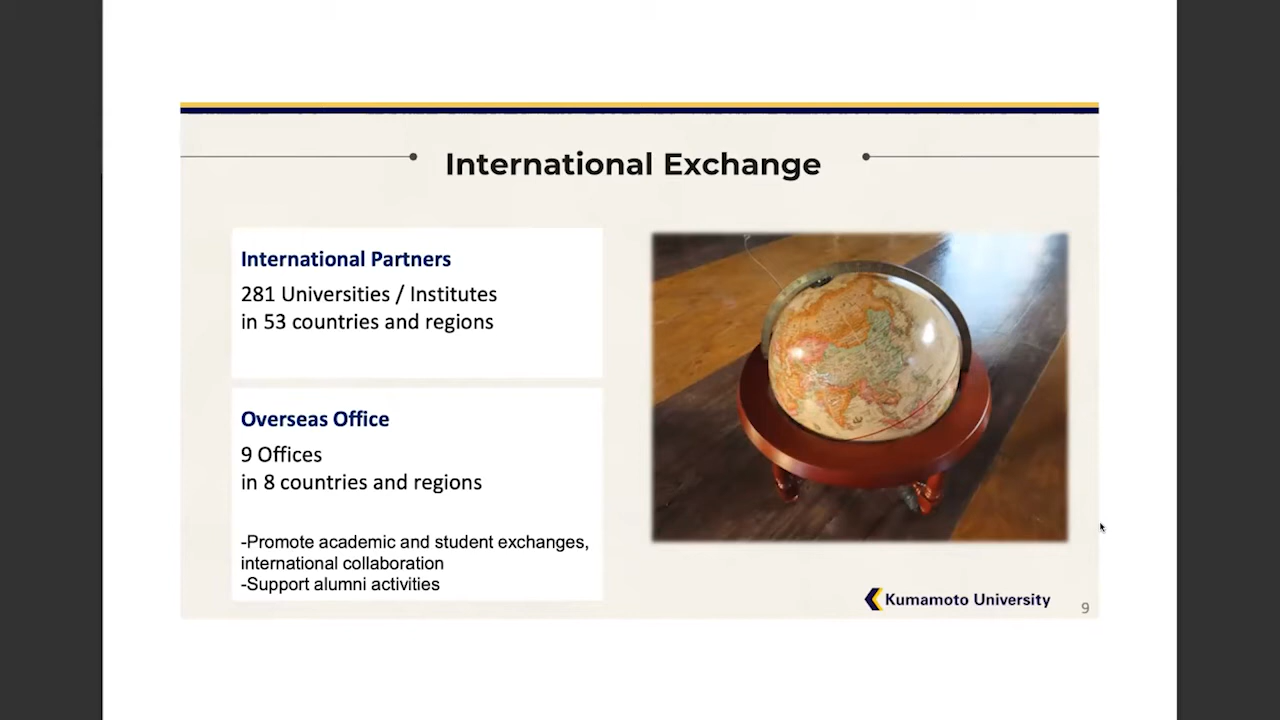 International Exchange
International Partners
281 Universities / Institutes
in 53 countries and regions
Overseas Office
9 Offices
in 8 countries and regions
-Promote academic and student exchanges,
international collaboration
-Support alumni activities
Kumamoto University
9